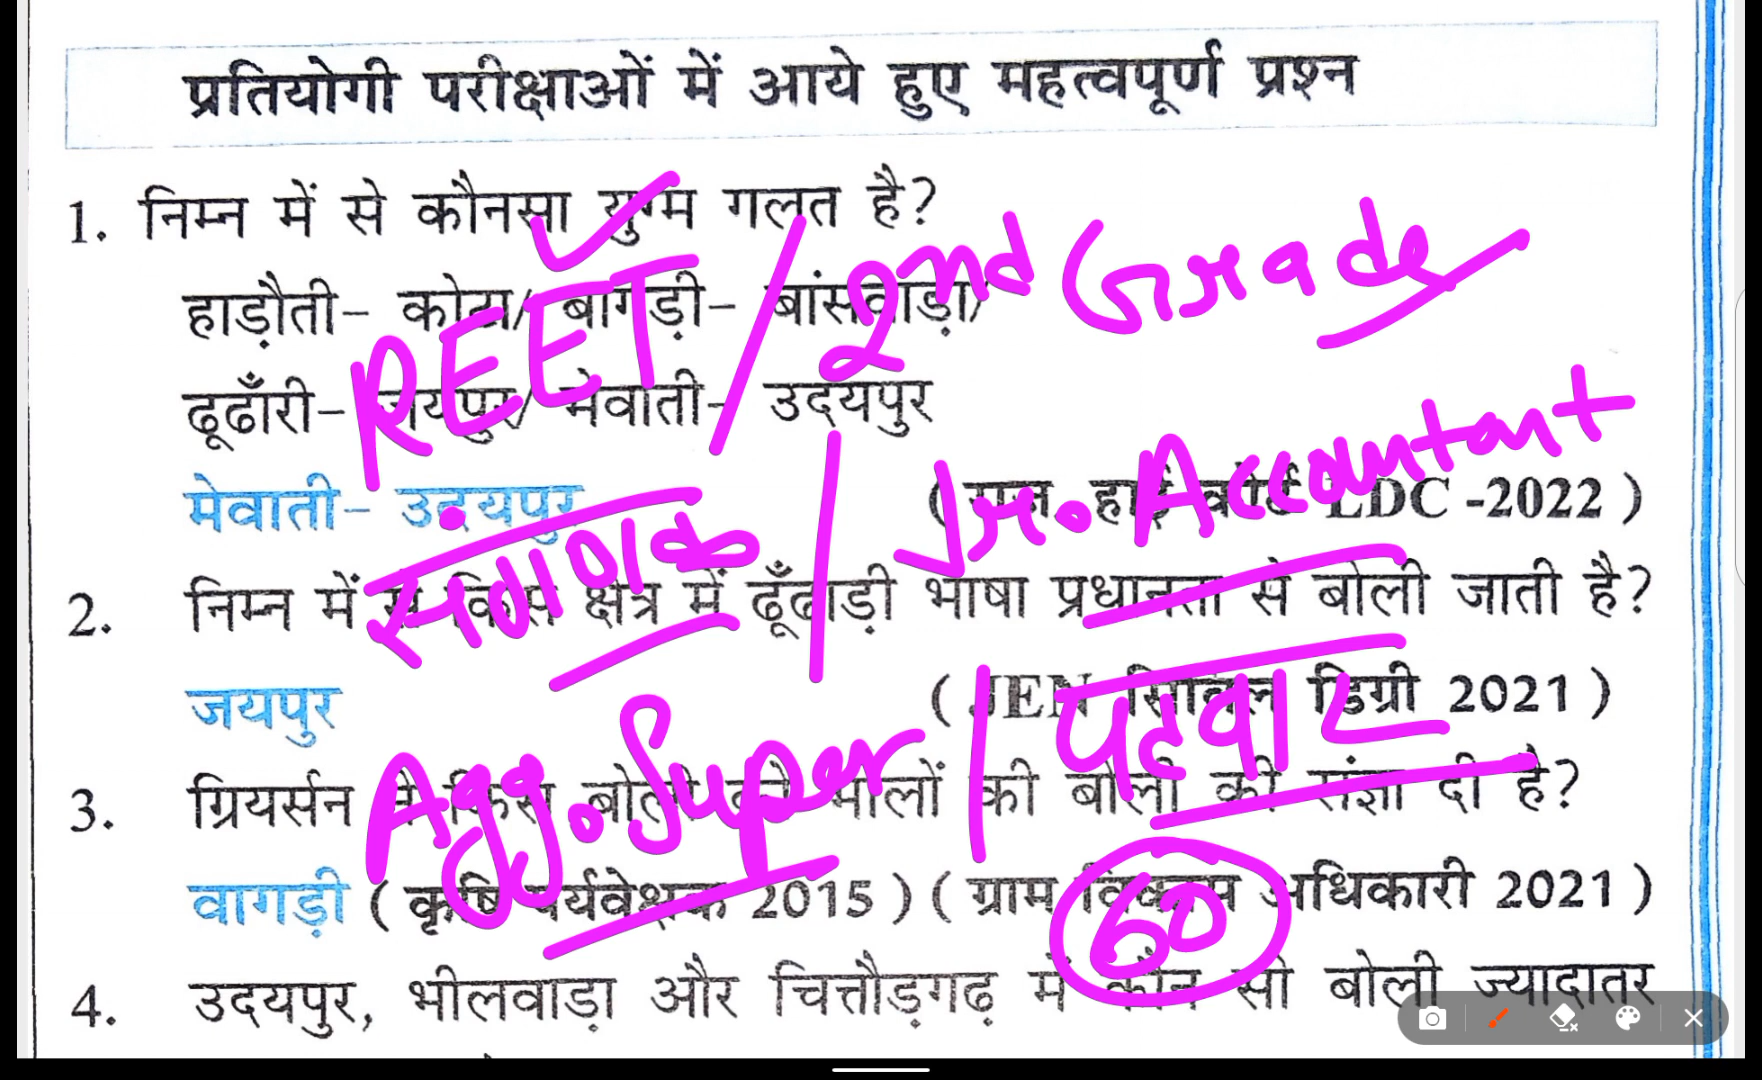 प्रतियोगी परीक्षाओं में आये हुए महत्वपूर्ण प्रश्न
1. निम्न में से कौनसा युग्म गलत है?
हाड़ौती- कोटा/ बागड़ी- बांसवाड़ा/
REET / 2nd Grade
ढूढाँरी- जयपुर/ मेवाती- उदयपुर
मेवाती- उदयपुर (राज. हाई कोर्ट LDC -2022 )
संगणक / Jr. Accountant
2. निम्न में से किस क्षेत्र में ढूँढाड़ी भाषा प्रधानता से बोली जाती है?
जयपुर ( JEN सिविल डिग्री 2021 )
Agg. Super / पटवार
3. ग्रियर्सन ने किस बोली को भीलों की बोली की संज्ञा दी है?
वागड़ी ( कृषि पर्यवेक्षक 2015 ) ( ग्राम विकास अधिकारी 2021 )
60
4. उदयपुर, भीलवाड़ा और चित्तौड़गढ़ में कौन सी बोली ज्यादातर